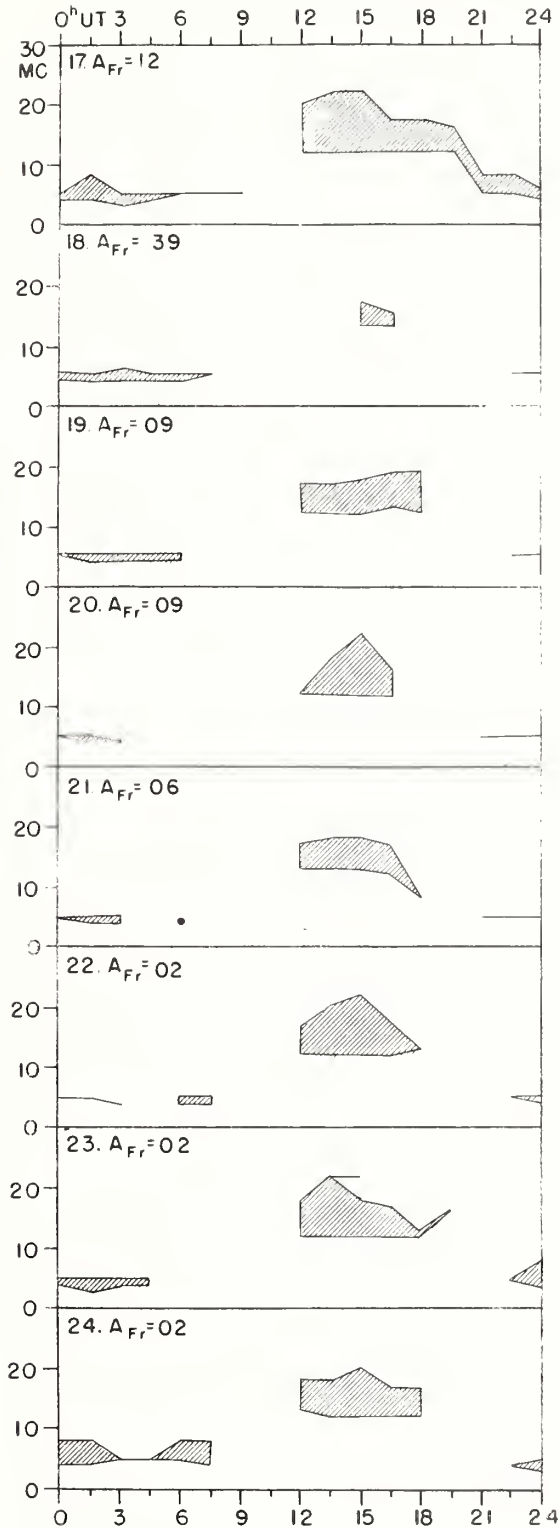 0ʰUT 3 6 9 12 15 18 21 24
30
MC
17. A_Fr = 12
20
10
0
18. A_Fr = 39
20
10
0
19. A_Fr = 09
20
10
0
20. A_Fr = 09
20
10
0
21. A_Fr = 06
20
10
0
22. A_Fr = 02
20
10
0
23. A_Fr = 02
20
10
0
24. A_Fr = 02
20
10
0
0 3 6 9 12 15 18 21 24